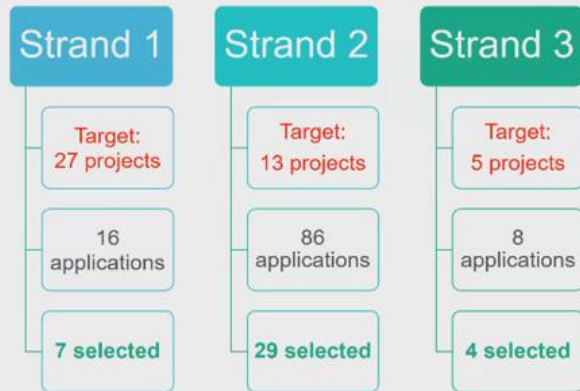 Strand 1
Target:
27 projects
16
applications
7 selected
Strand 2
Target:
13 projects
86
applications
29 selected
Strand 3
Target:
5 projects
8
applications
4 selected